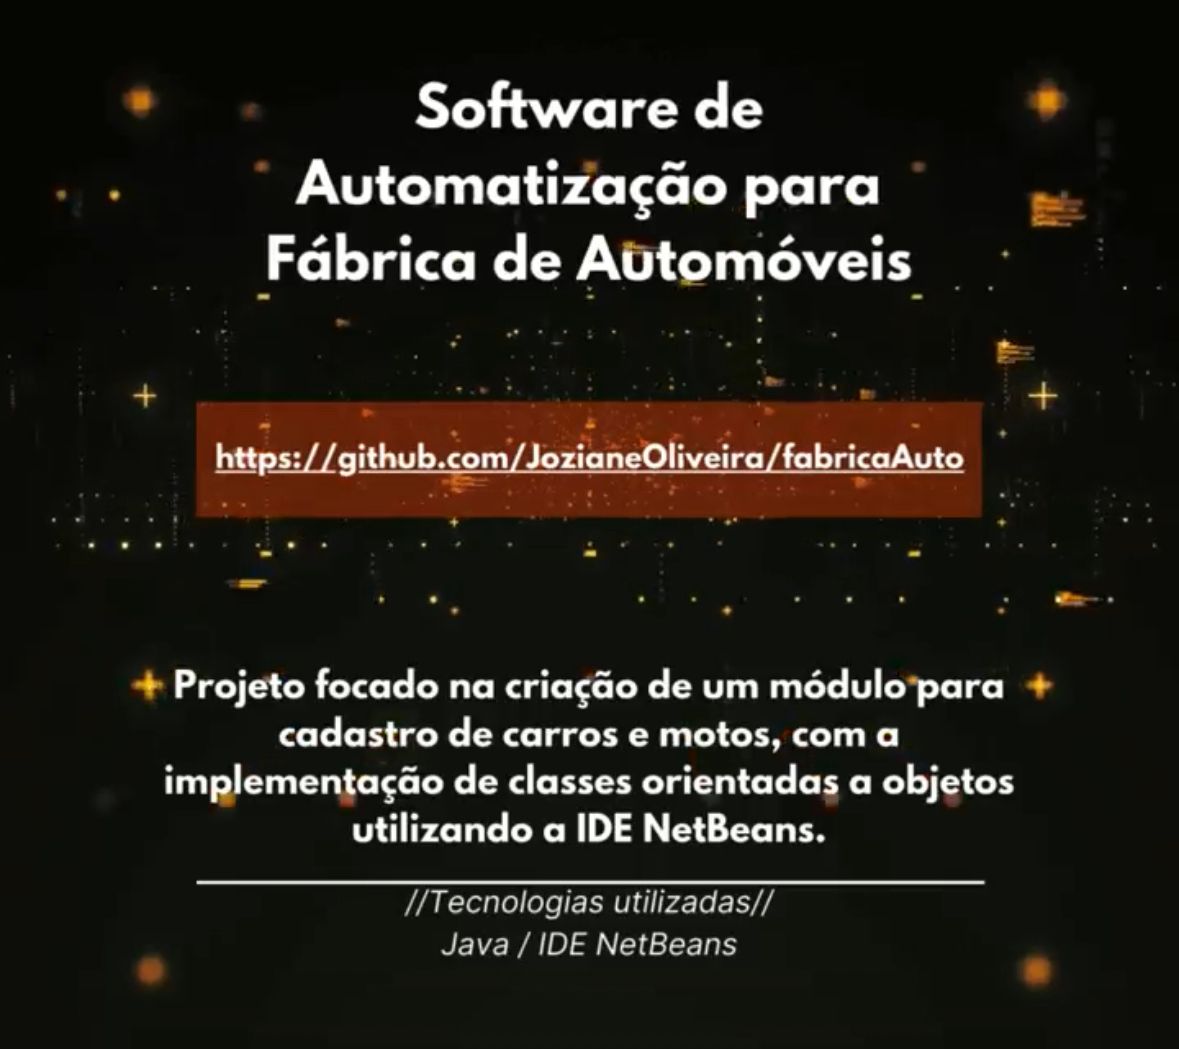 Software de
Automatização para
Fábrica de Automóveis
https://github.com/JozianeOliveira/fabricaAuto
Projeto focado na criação de um módulo para
cadastro de carros e motos, com a
implementação de classes orientadas a objetos
utilizando a IDE NetBeans.
//Tecnologias utilizadas//
Java / IDE NetBeans